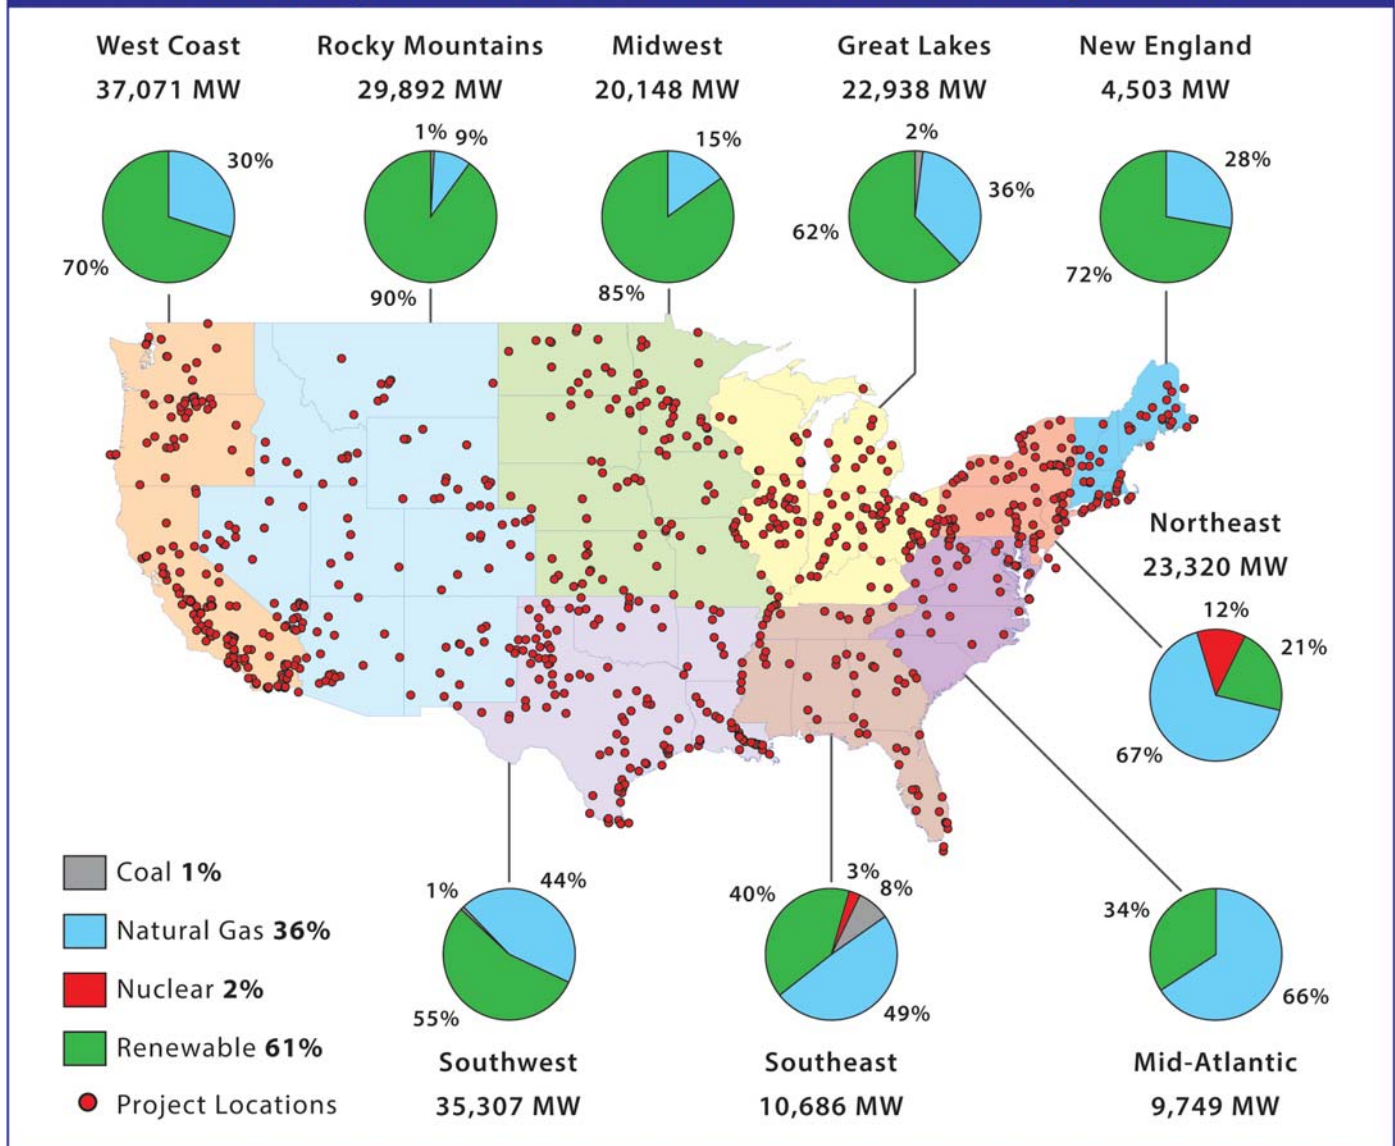 West Coast
37,071 MW
30%
70%
Rocky Mountains
29,892 MW
1% 9%
90%
Midwest
20,148 MW
15%
85%
Great Lakes
22,938 MW
2%
36%
62%
New England
4,503 MW
28%
72%
Northeast
23,320 MW
12%
21%
67%
Coal 1%
Natural Gas 36%
Nuclear 2%
Renewable 61%
Project Locations
1%
44%
55%
Southwest
35,307 MW
3%
40%
8%
49%
Southeast
10,686 MW
34%
66%
Mid-Atlantic
9,749 MW